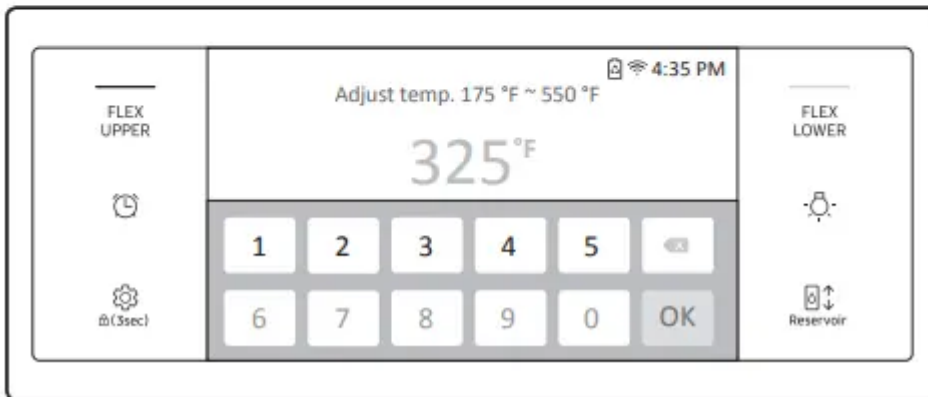 4:35 PM
Adjust temp. 175 °F ~ 550 °F
325°F
FLEX
UPPER
(3sec)
1 2 3 4 5
6 7 8 9 0 OK
FLEX
LOWER
Reservoir